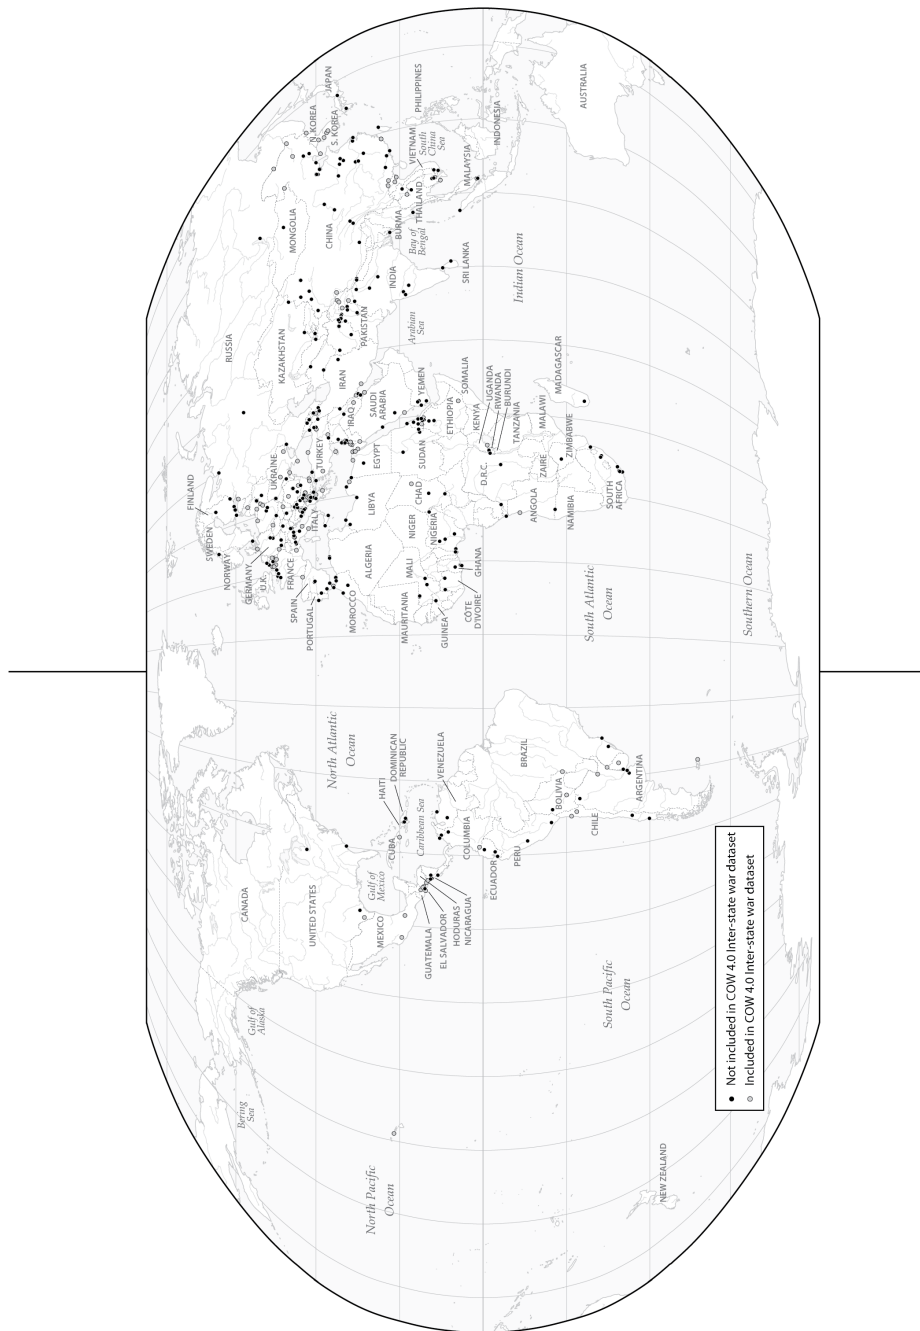 Bering
Sea
Gulf of
Alaska
CANADA
UNITED STATES
MEXICO
Gulf of
Mexico
CUBA
HAITI
DOMINICAN
REPUBLIC
Caribbean Sea
GUATEMALA
EL SALVADOR
HODURAS
NICARAGUA
VENEZUELA
COLUMBIA
ECUADOR
PERU
BRAZIL
BOLIVIA
CHILE
ARGENTINA
North Pacific
Ocean
South Pacific
Ocean
NEW ZEALAND
North Atlantic
Ocean
South Atlantic
Ocean
Southern Ocean
FINLAND
SWEDEN
NORWAY
GERMANY
U.K.
FRANCE
SPAIN
PORTUGAL
ITALY
UKRAINE
TURKEY
RUSSIA
KAZAKHSTAN
MONGOLIA
CHINA
N. KOREA
S. KOREA
JAPAN
IRAN
IRAQ
PAKISTAN
SAUDI
ARABIA
YEMEN
INDIA
Arabian
Sea
Bay of
Bengal
BURMA
THAILAND
VIETNAM
South
China
Sea
PHILIPPINES
MALAYSIA
INDONESIA
SRI LANKA
Indian Ocean
AUSTRALIA
MOROCCO
ALGERIA
LIBYA
EGYPT
MAURITANIA
MALI
NIGER
CHAD
SUDAN
GUINEA
CÔTE
D'IVOIRE
GHANA
NIGERIA
ETHIOPIA
SOMALIA
KENYA
UGANDA
RWANDA
BURUNDI
TANZANIA
D.R.C.
ANGOLA
ZAIRE
MALAWI
ZIMBABWE
NAMIBIA
SOUTH
AFRICA
MADAGASCAR
Not included in COW 4.0 Inter-state war dataset
Included in COW 4.0 Inter-state war dataset